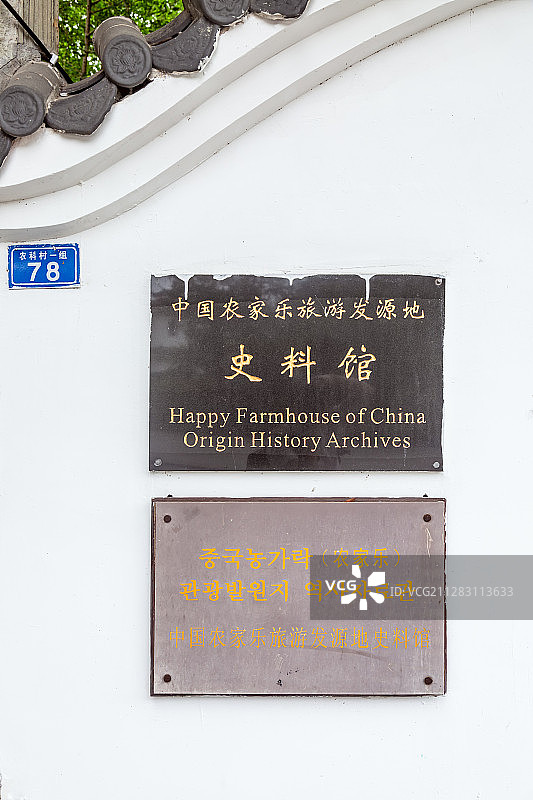 农科村一组
78
中国农家乐旅游发源地
史料馆
Happy Farmhouse of China
Origin History Archives
중국농가락（农家乐）
관광발원지
中国农家乐旅游发源地史料馆
VCG
VCG211283113633